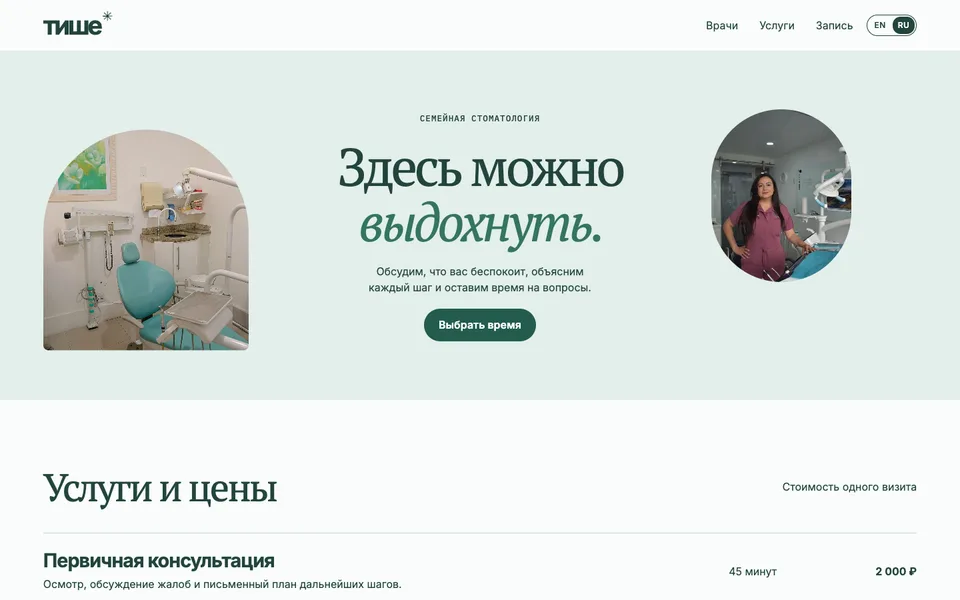 тише*
Врачи Услуги Запись EN RU
СЕМЕЙНАЯ СТОМАТОЛОГИЯ
Здесь можно
выдохнуть.
Обсудим, что вас беспокоит, объясним
каждый шаг и оставим время на вопросы.
Выбрать время
Услуги и цены
Стоимость одного визита
Первичная консультация
Осмотр, обсуждение жалоб и письменный план дальнейших шагов.
45 минут
2 000 ₽